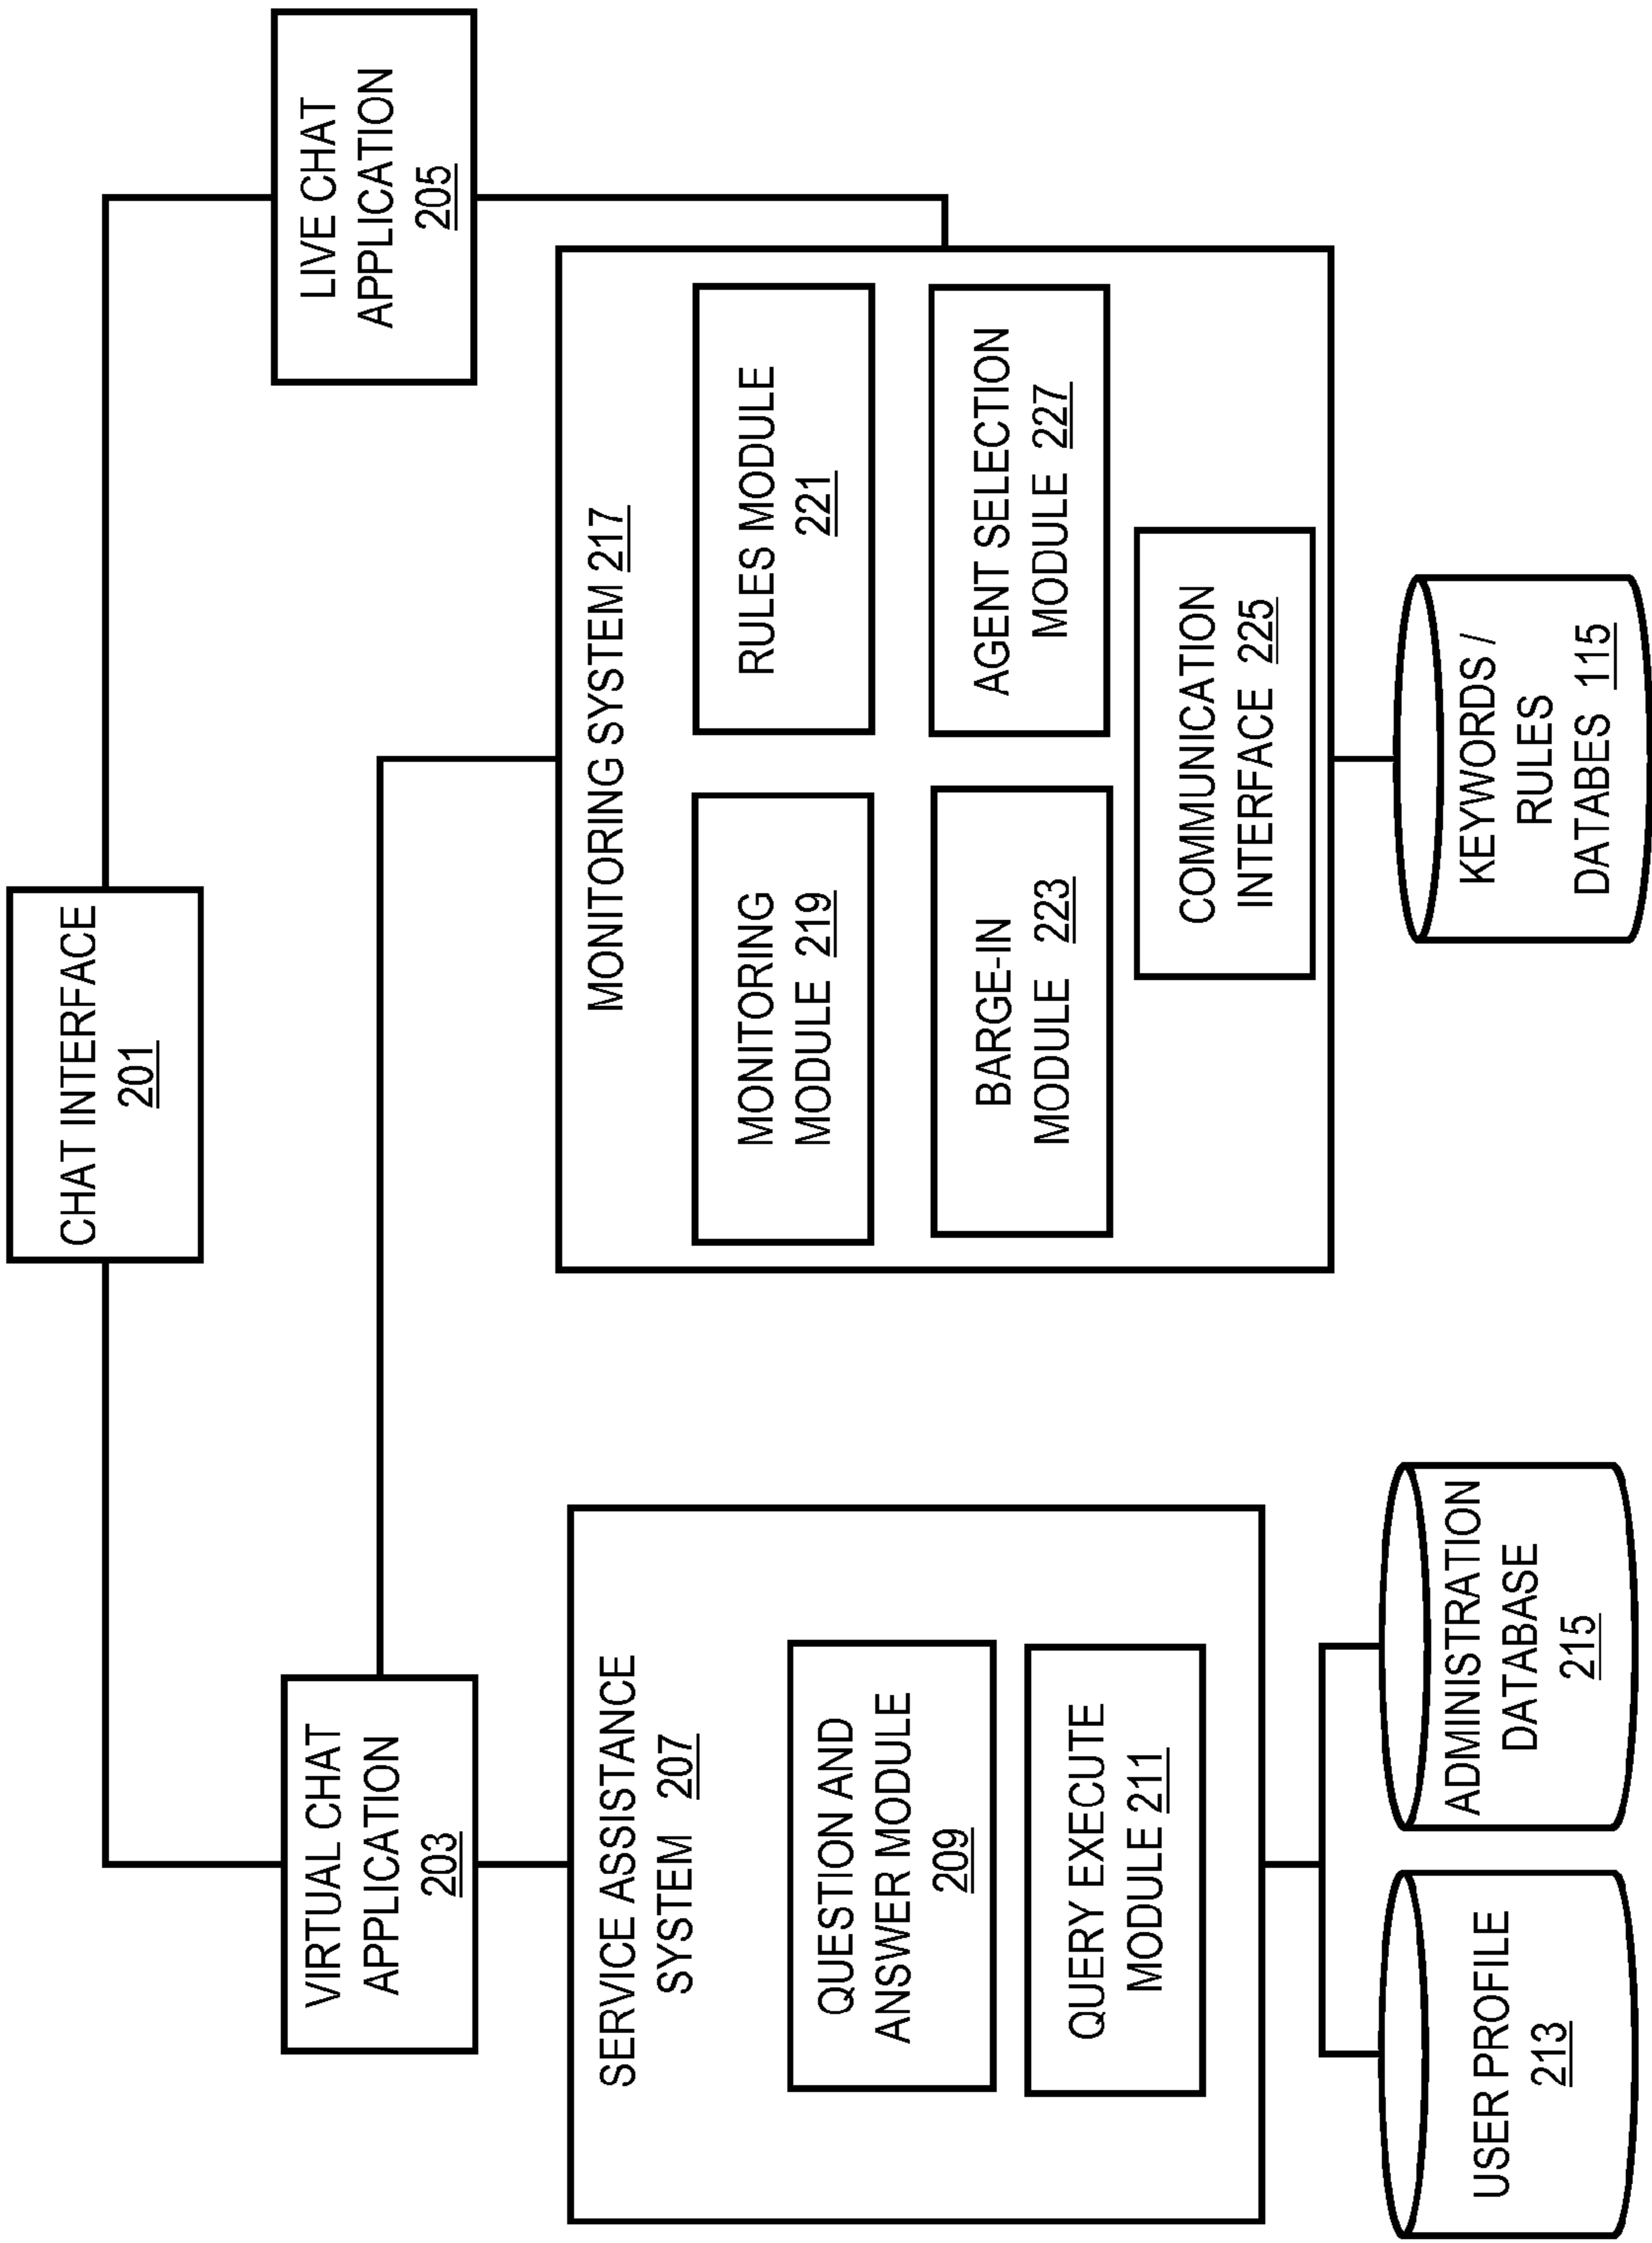 CHAT INTERFACE
201
VIRTUAL CHAT
APPLICATION
203
LIVE CHAT
APPLICATION
205
SERVICE ASSISTANCE
SYSTEM 207
QUESTION AND
ANSWER MODULE
209
QUERY EXECUTE
MODULE 211
USER PROFILE
213
ADMINISTRATION
DATABASE
215
MONITORING SYSTEM 217
MONITORING
MODULE 219
RULES MODULE
221
BARGE-IN
MODULE 223
AGENT SELECTION
MODULE 227
COMMUNICATION
INTERFACE 225
KEYWORDS /
RULES
DATABES 115